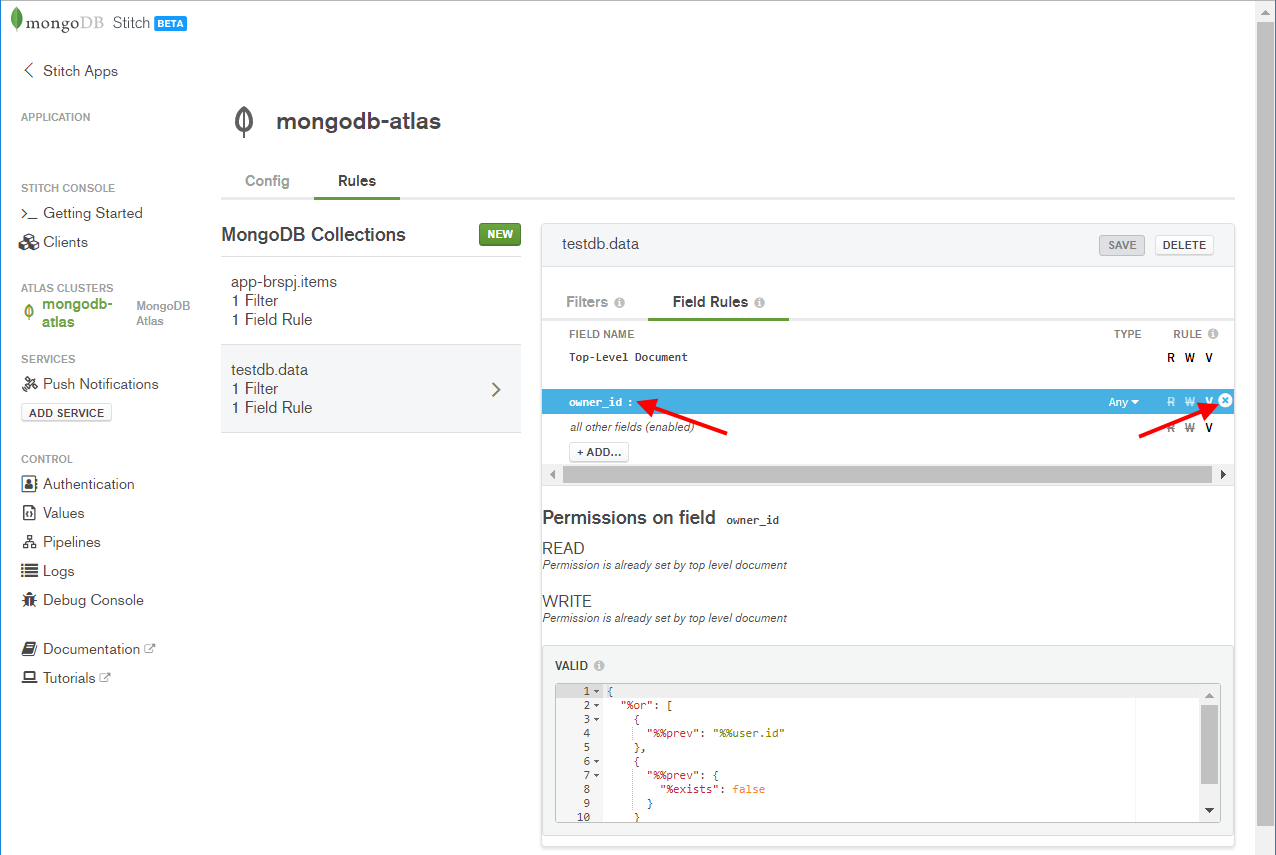 mongoDB Stitch BETA
Stitch Apps
APPLICATION
mongodb-atlas
STITCH CONSOLE
Getting Started
Clients
ATLAS CLUSTERS
mongodb-atlas MongoDB Atlas
SERVICES
Push Notifications
ADD SERVICE
CONTROL
Authentication
Values
Pipelines
Logs
Debug Console
Documentation
Tutorials
Config Rules
MongoDB Collections NEW
app-brspj.items
1 Filter
1 Field Rule
testdb.data
1 Filter
1 Field Rule
testdb.data SAVE DELETE
Filters Field Rules
FIELD NAME TYPE RULE
Top-Level Document R W V
owner_id : Any R W V
all other fields (enabled) R W V
+ ADD...
Permissions on field owner_id
READ
Permission is already set by top level document
WRITE
Permission is already set by top level document
VALID
1 {
2 "%or": [
3 {
4 "%%prev": "%%user.id"
5 },
6 {
7 "%%prev": {
8 "%exists": false
9 }
10 }